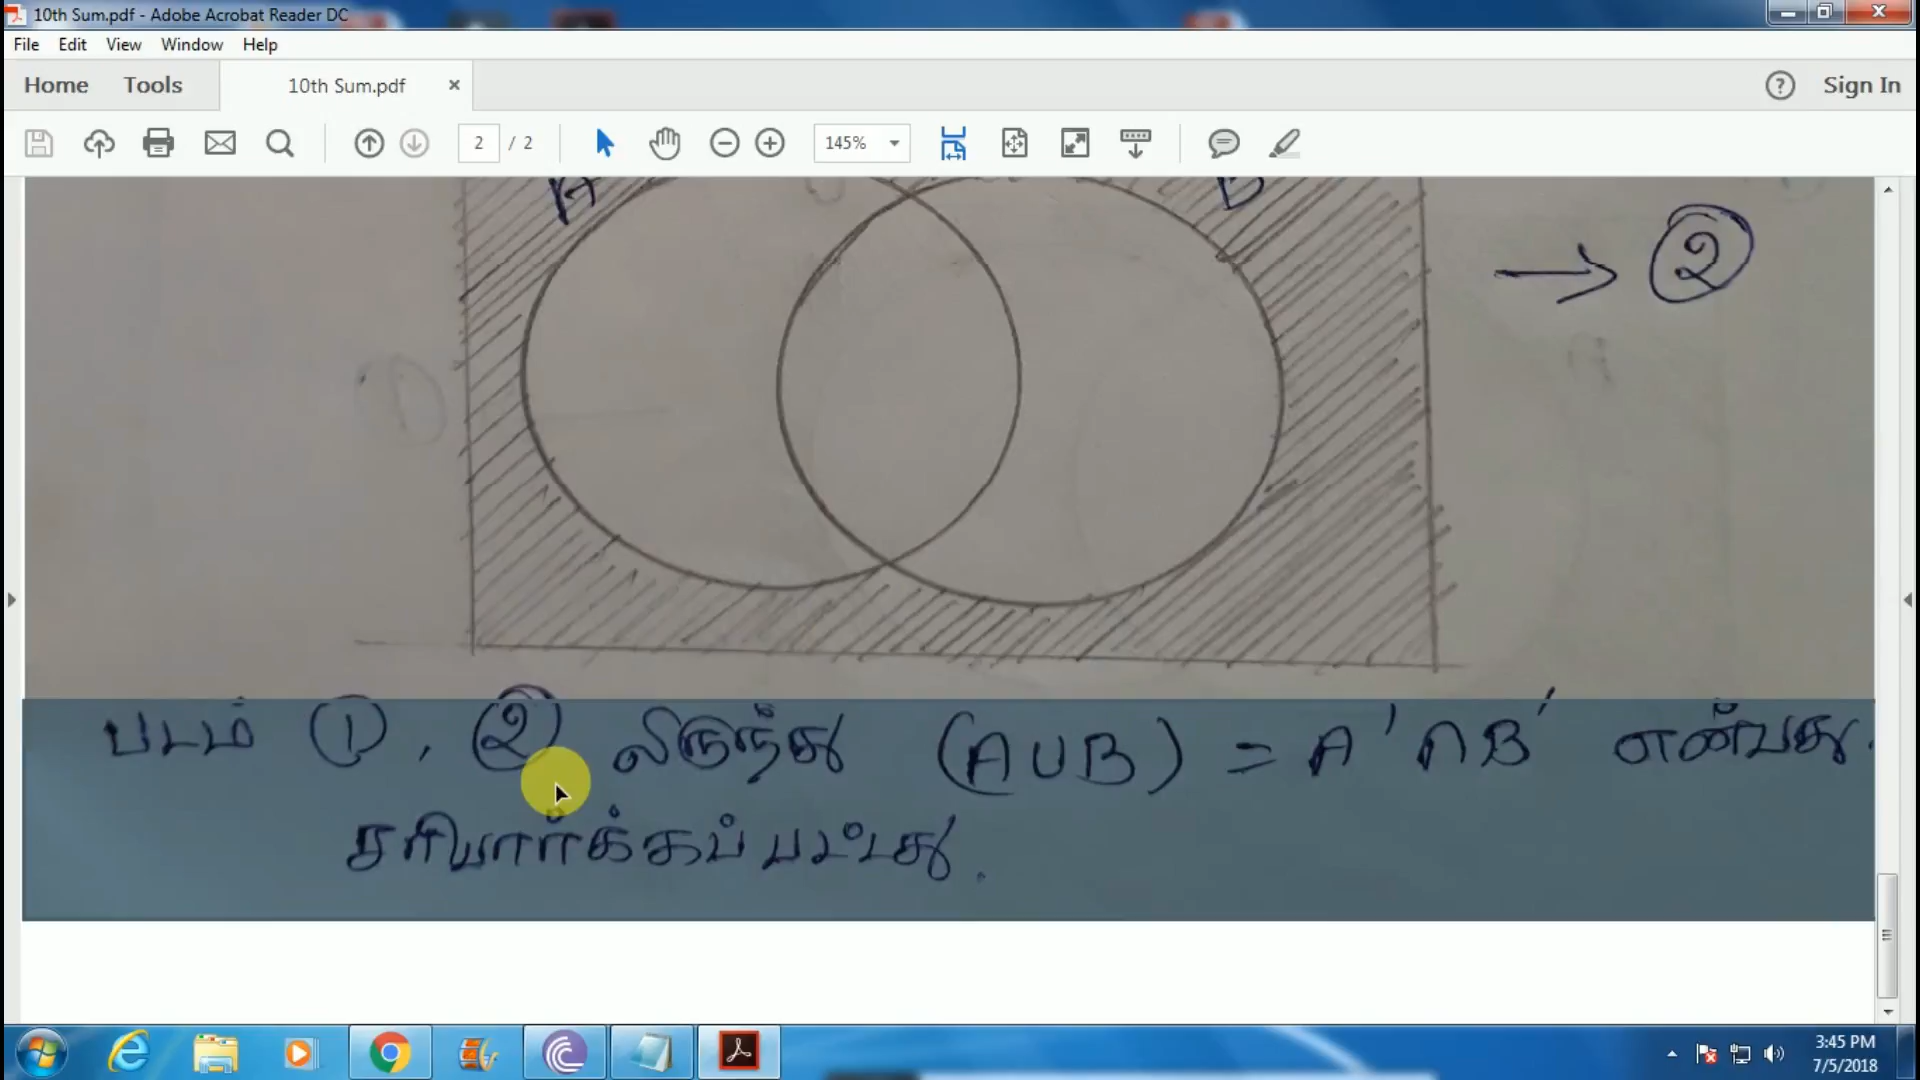 10th Sum.pdf - Adobe Acrobat Reader DC
File Edit View Window Help
Home Tools 10th Sum.pdf × ? Sign In
2 / 2 145%
A B
→ ②
படம் ①, ② லிருந்து (A∪B) = A' ∩ B' என்பது.
சரிபார்க்கப்பட்டது.
3:45 PM
7/5/2018